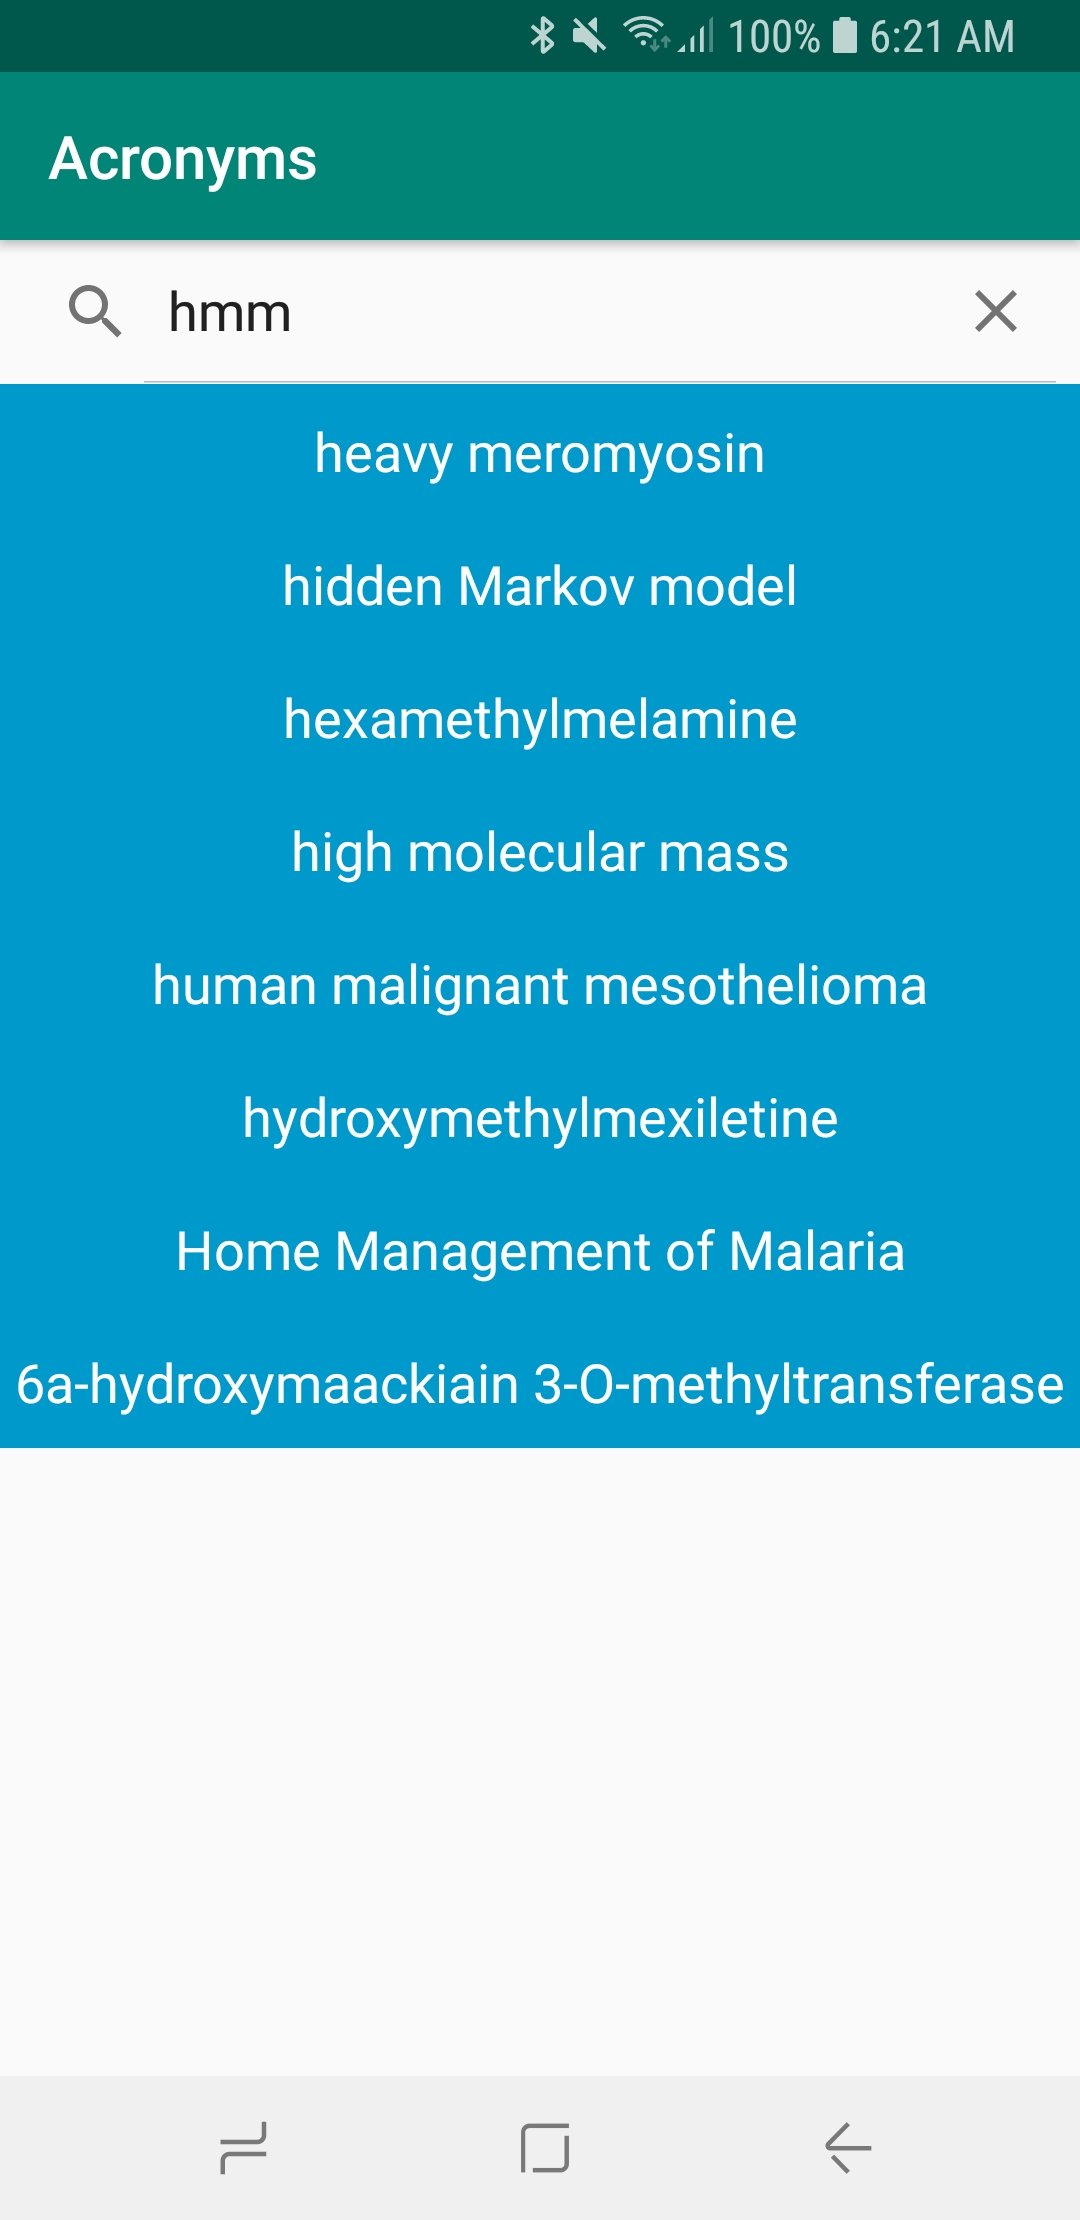 100% 6:21 AM
Acronyms
hmm
heavy meromyosin
hidden Markov model
hexamethylmelamine
high molecular mass
human malignant mesothelioma
hydroxymethylmexiletine
Home Management of Malaria
6a-hydroxymaackiain 3-O-methyltransferase